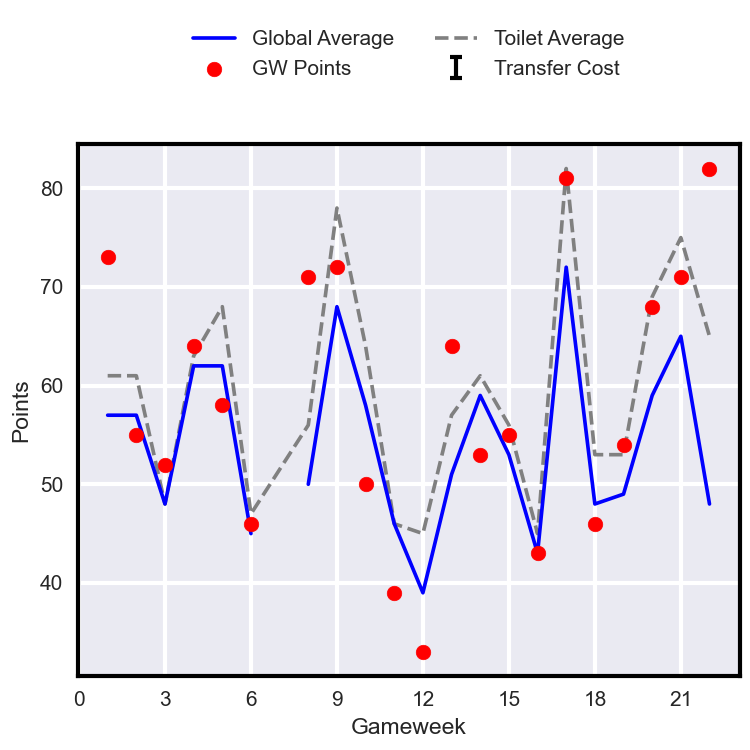 Global Average Toilet Average
GW Points Transfer Cost
80
70
60
50
40
Points
0 3 6 9 12 15 18 21
Gameweek